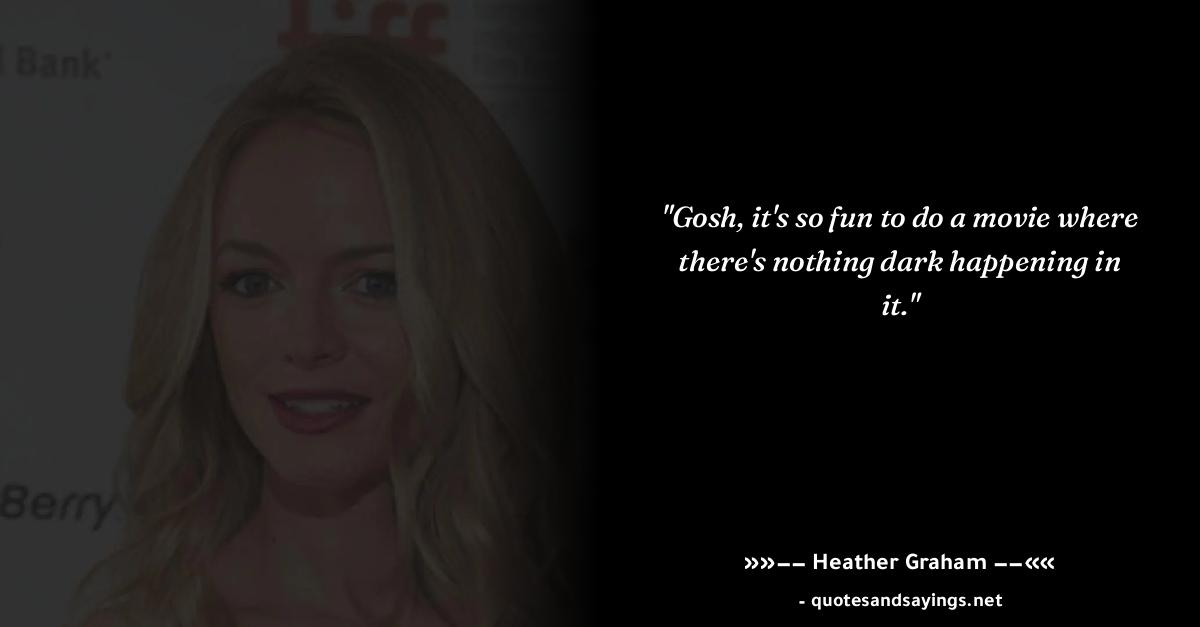 tiff
l Bank
Berry
"Gosh, it's so fun to do a movie where
there's nothing dark happening in
it."
»»–– Heather Graham ––««
- quotesandsayings.net